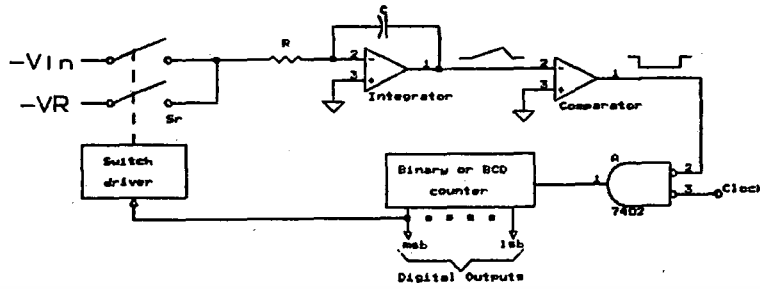 C
R
-VIn
2
-
1
2
-
1
3
+
3
+
Integrator
Comparator
-VR
Sr
Switch
driver
Binary or BCD
counter
1
A
2
3
Clock
7402
msb
lsb
Digital Outputs